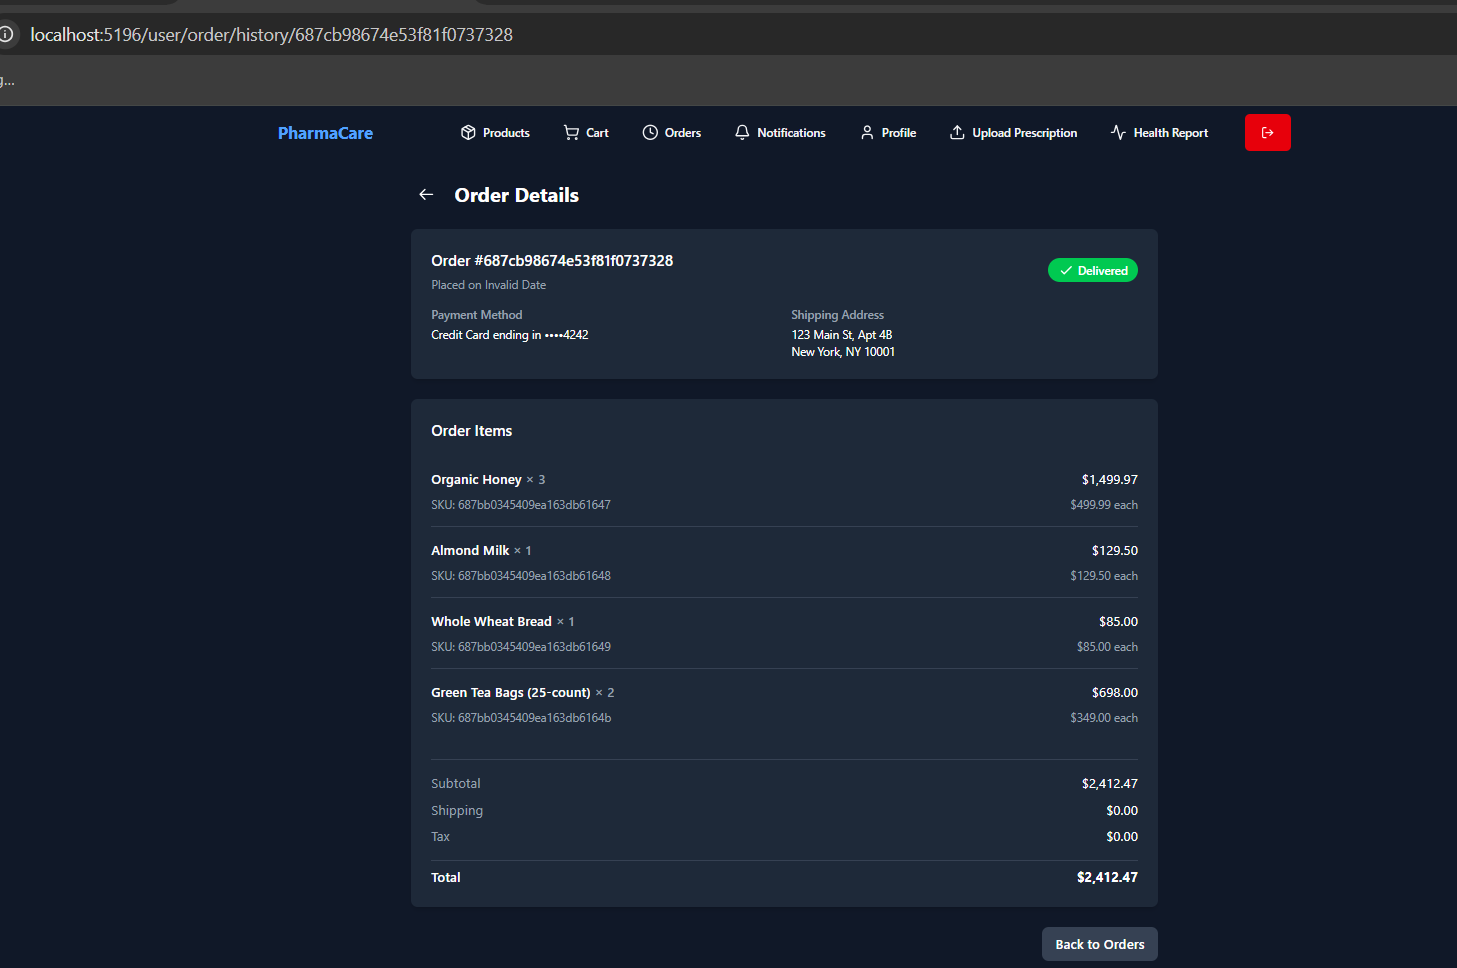 localhost:5196/user/order/history/687cb98674e53f81f0737328
g...
PharmaCare Products Cart Orders Notifications Profile Upload Prescription Health Report
Order Details
Order #687cb98674e53f81f0737328
Delivered
Placed on Invalid Date
Payment Method Shipping Address
Credit Card ending in ••••4242 123 Main St, Apt 4B
New York, NY 10001
Order Items
Organic Honey × 3 $1,499.97
SKU: 687bb0345409ea163db61647 $499.99 each
Almond Milk × 1 $129.50
SKU: 687bb0345409ea163db61648 $129.50 each
Whole Wheat Bread × 1 $85.00
SKU: 687bb0345409ea163db61649 $85.00 each
Green Tea Bags (25-count) × 2 $698.00
SKU: 687bb0345409ea163db6164b $349.00 each
Subtotal $2,412.47
Shipping $0.00
Tax $0.00
Total $2,412.47
Back to Orders